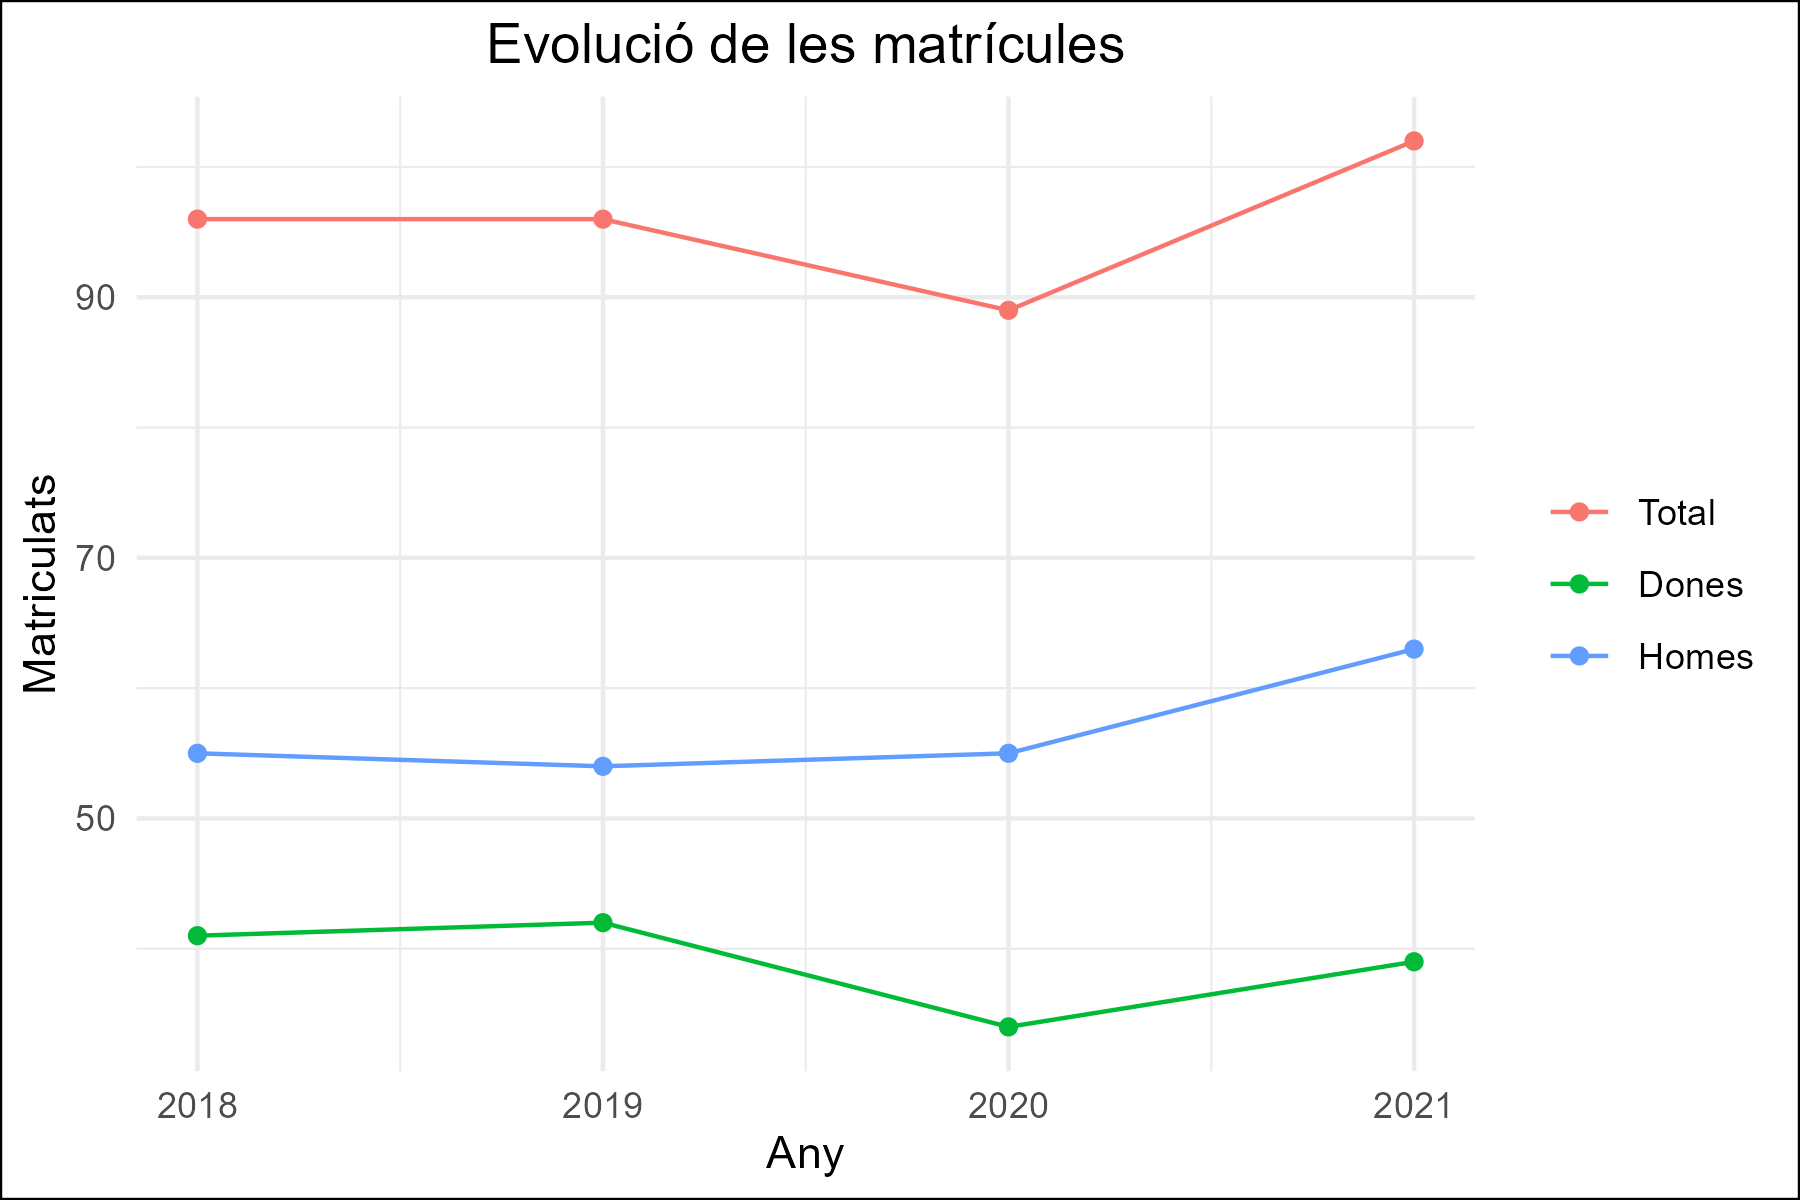 Evolució de les matrícules
Matriculats
90
70
50
2018 2019 2020 2021
Any
Total
Dones
Homes